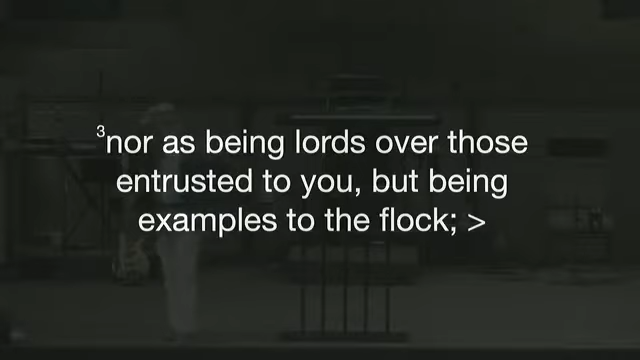 3nor as being lords over those
entrusted to you, but being
examples to the flock; >